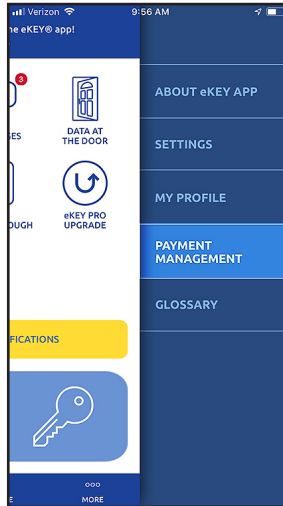 Verizon
9:56 AM
he eKEY® app!
3
GES
DATA AT
THE DOOR
OUGH
eKEY PRO
UPGRADE
FICATIONS
E
MORE
ABOUT eKEY APP
SETTINGS
MY PROFILE
PAYMENT
MANAGEMENT
GLOSSARY